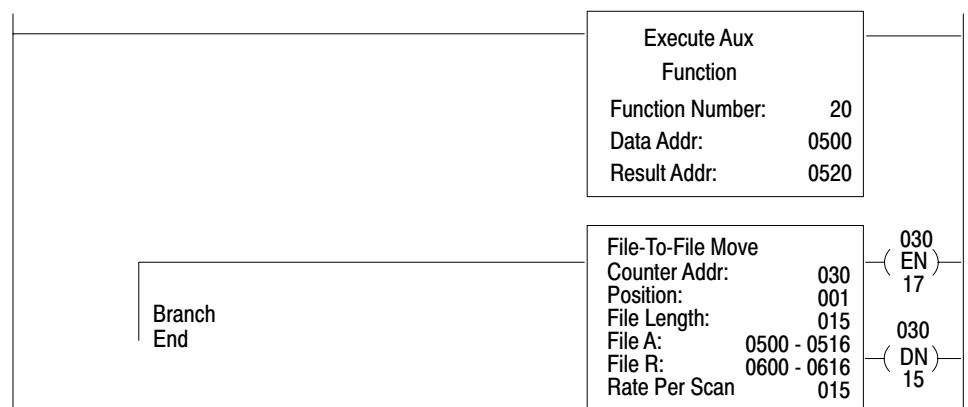 Execute Aux
Function
Function Number: 20
Data Addr: 0500
Result Addr: 0520
Branch
End
File-To-File Move
Counter Addr: 030
Position: 001
File Length: 015
File A: 0500 - 0516
File R: 0600 - 0616
Rate Per Scan 015
030
EN
17
030
DN
15